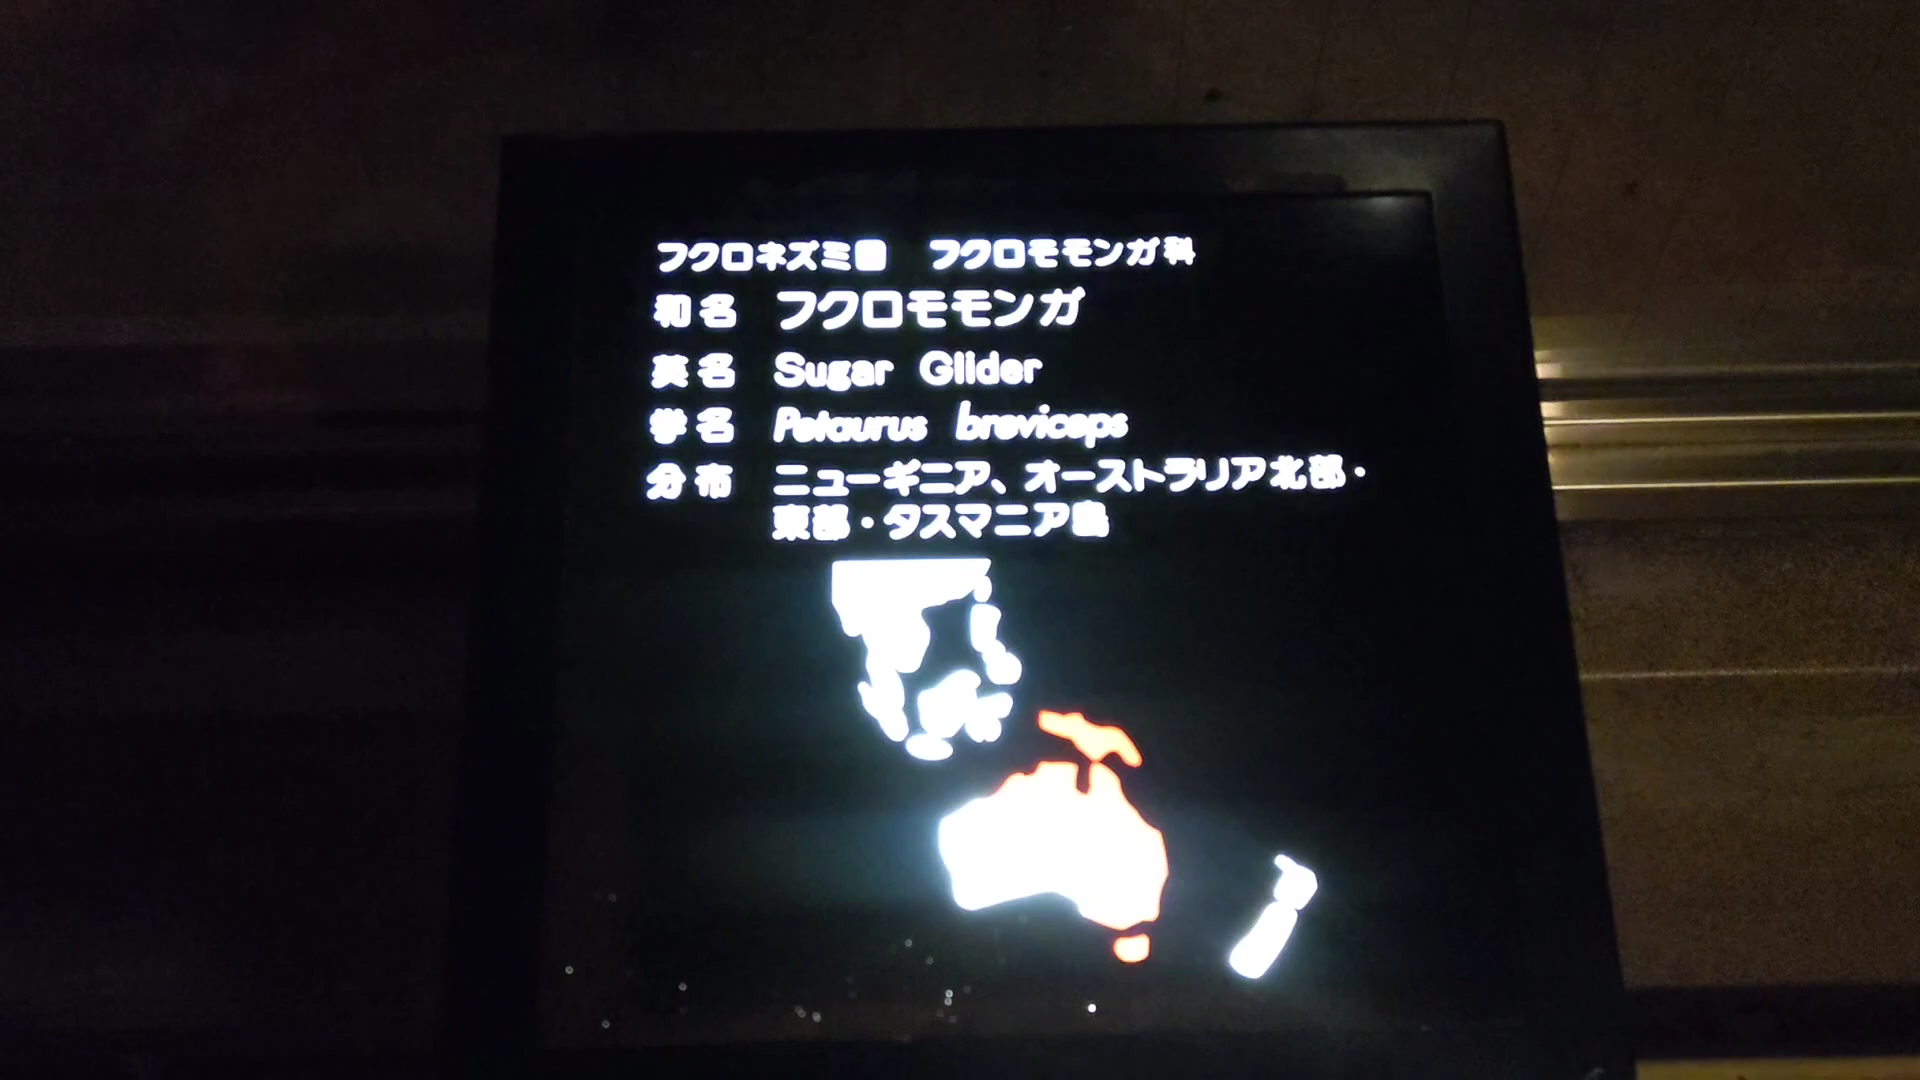 フクロネズミ目　フクロモモンガ科
和名　フクロモモンガ
英名　Sugar Glider
学名　Petaurus breviceps
分布　ニューギニア、オーストラリア北部・
東部・タスマニア島